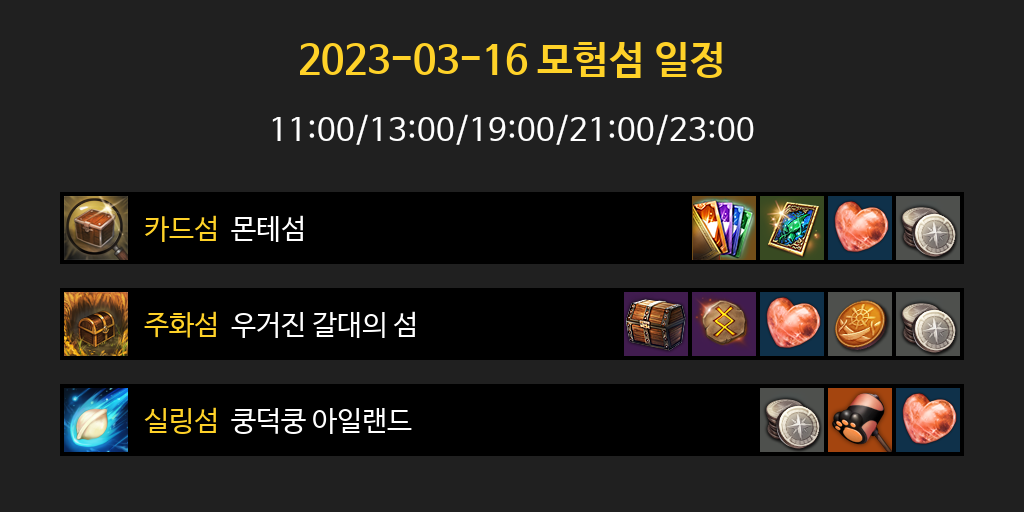 2023-03-16 모험섬 일정
11:00/13:00/19:00/21:00/23:00
카드섬 몬테섬
주화섬 우거진 갈대의 섬
실링섬 쿵덕쿵 아일랜드